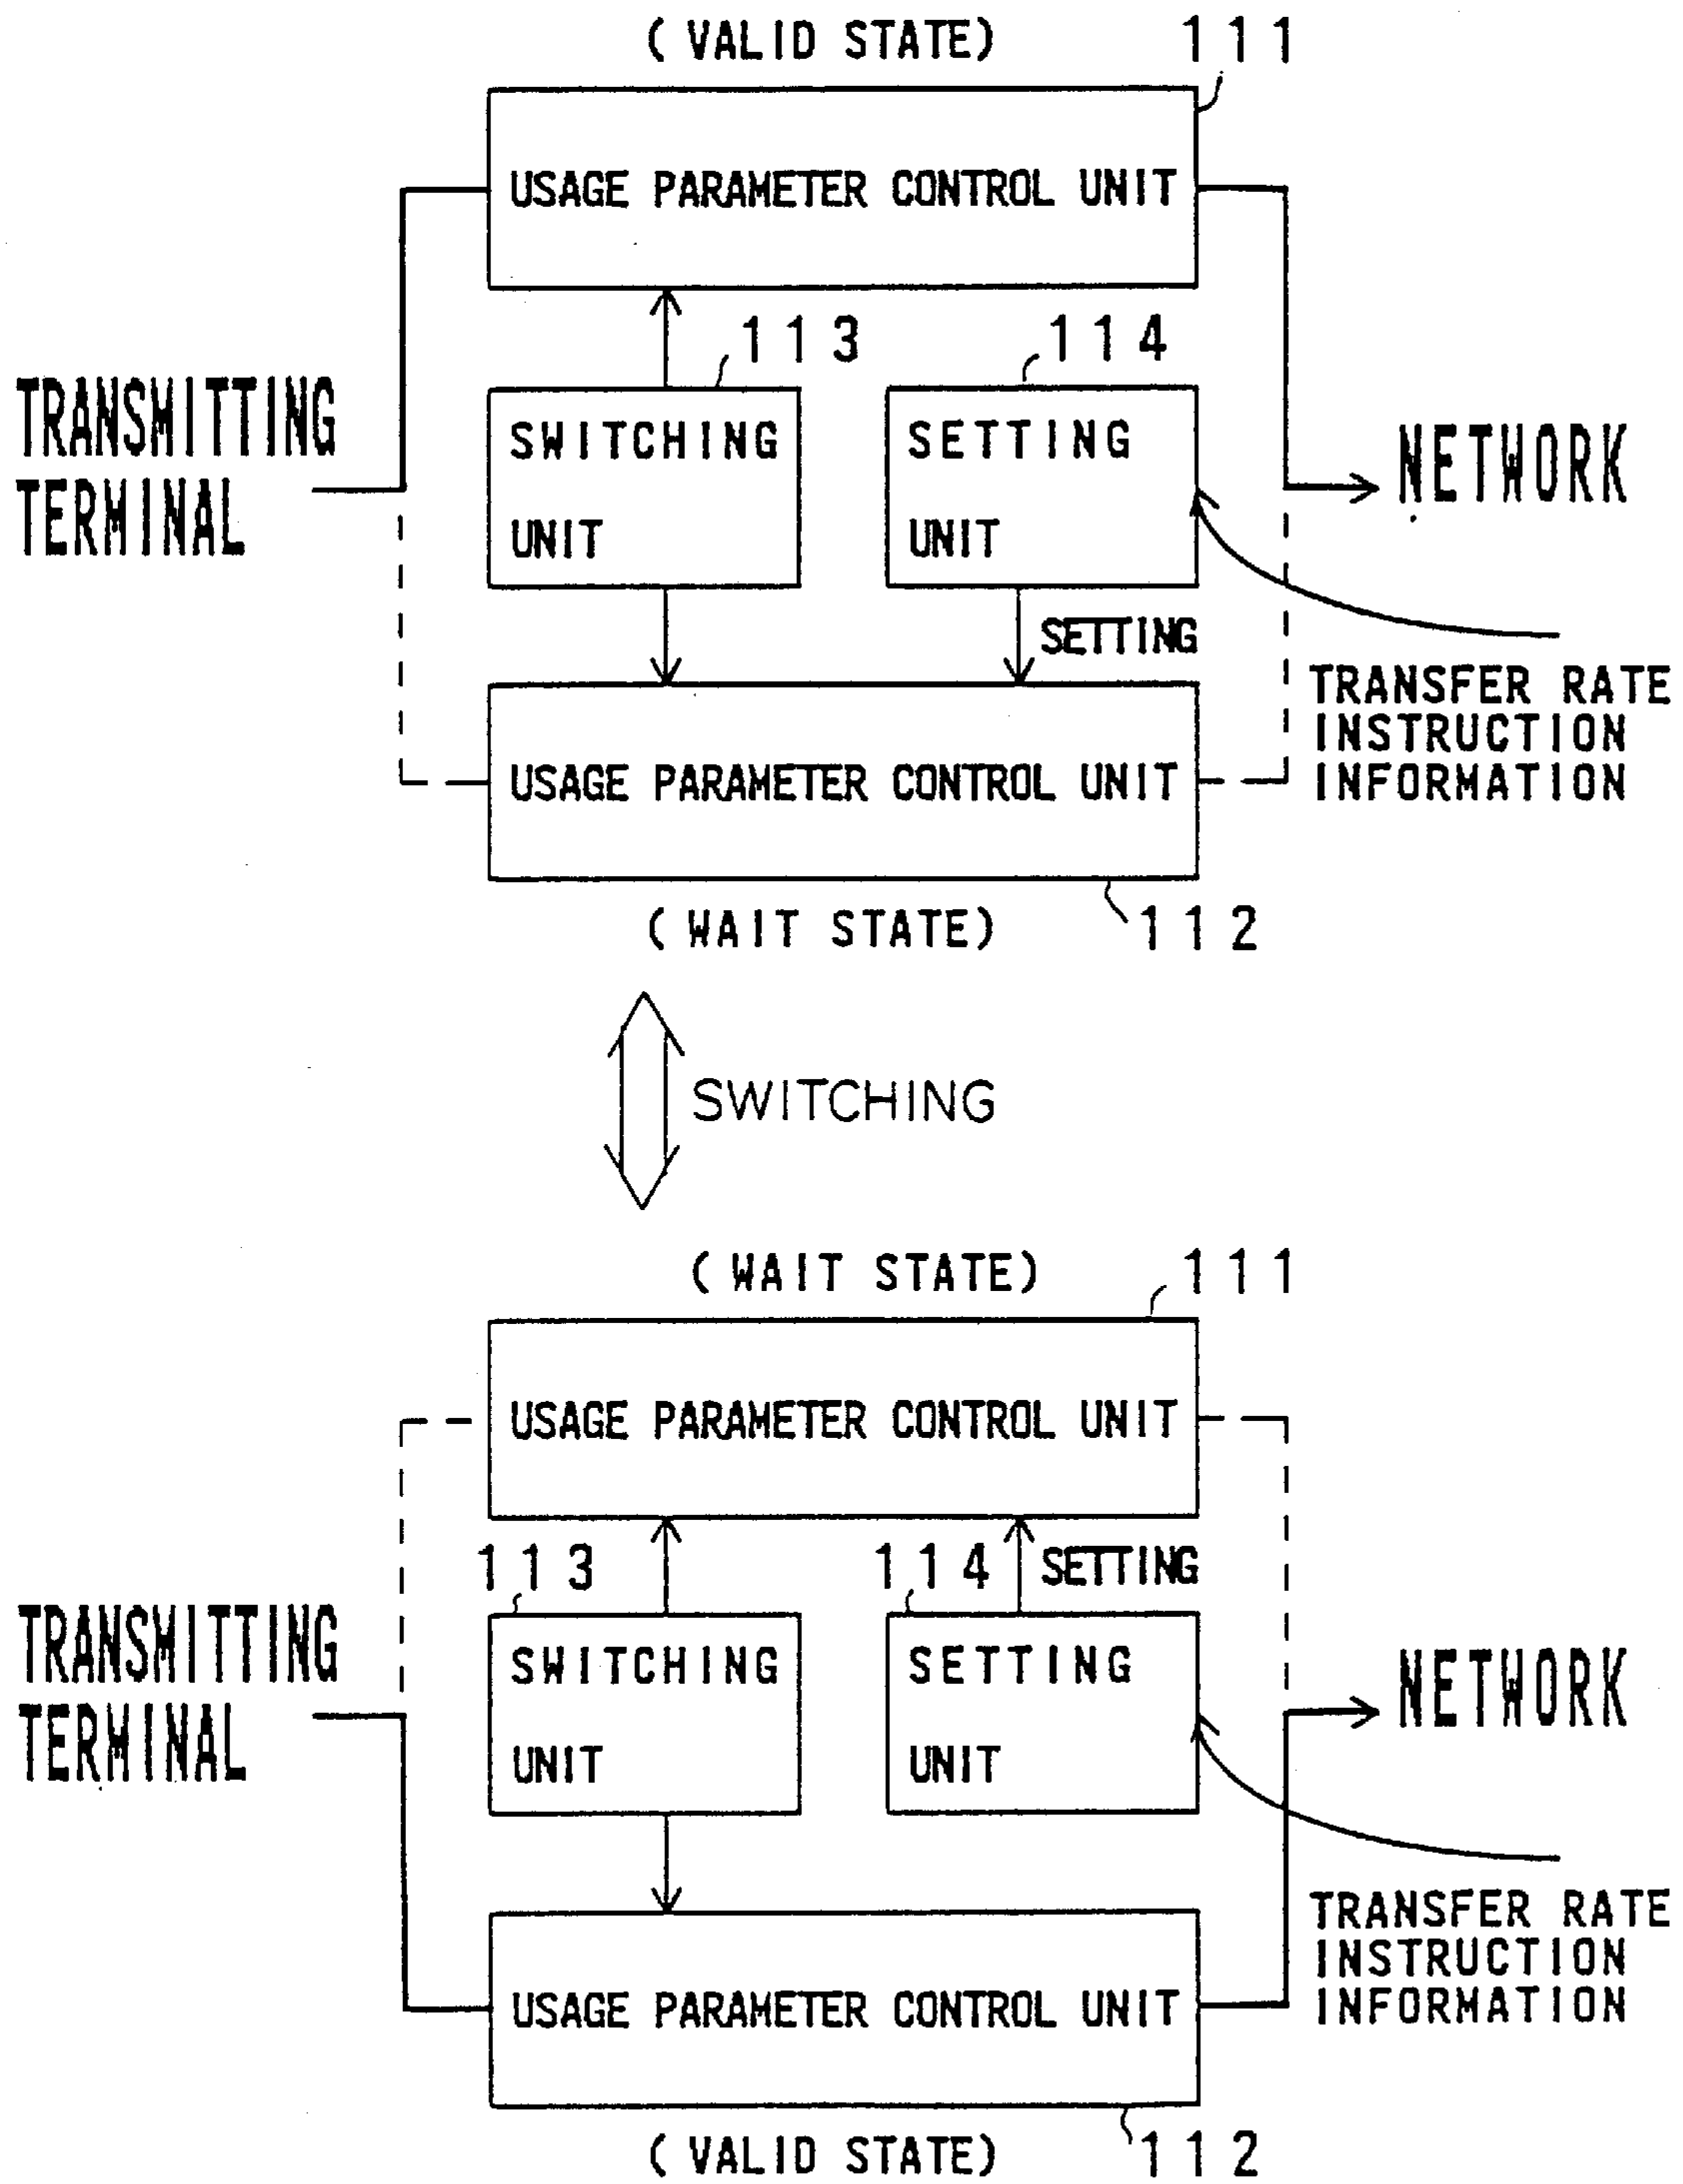 (VALID STATE) 111
USAGE PARAMETER CONTROL UNIT
113 114
TRANSMITTING
TERMINAL
SWITCHING
UNIT
SETTING
UNIT
NETWORK
SETTING
TRANSFER RATE
INSTRUCTION
INFORMATION
USAGE PARAMETER CONTROL UNIT
(WAIT STATE) 112
SWITCHING
(WAIT STATE) 111
USAGE PARAMETER CONTROL UNIT
113 114 SETTING
TRANSMITTING
TERMINAL
SWITCHING
UNIT
SETTING
UNIT
NETWORK
TRANSFER RATE
INSTRUCTION
INFORMATION
USAGE PARAMETER CONTROL UNIT
(VALID STATE) 112